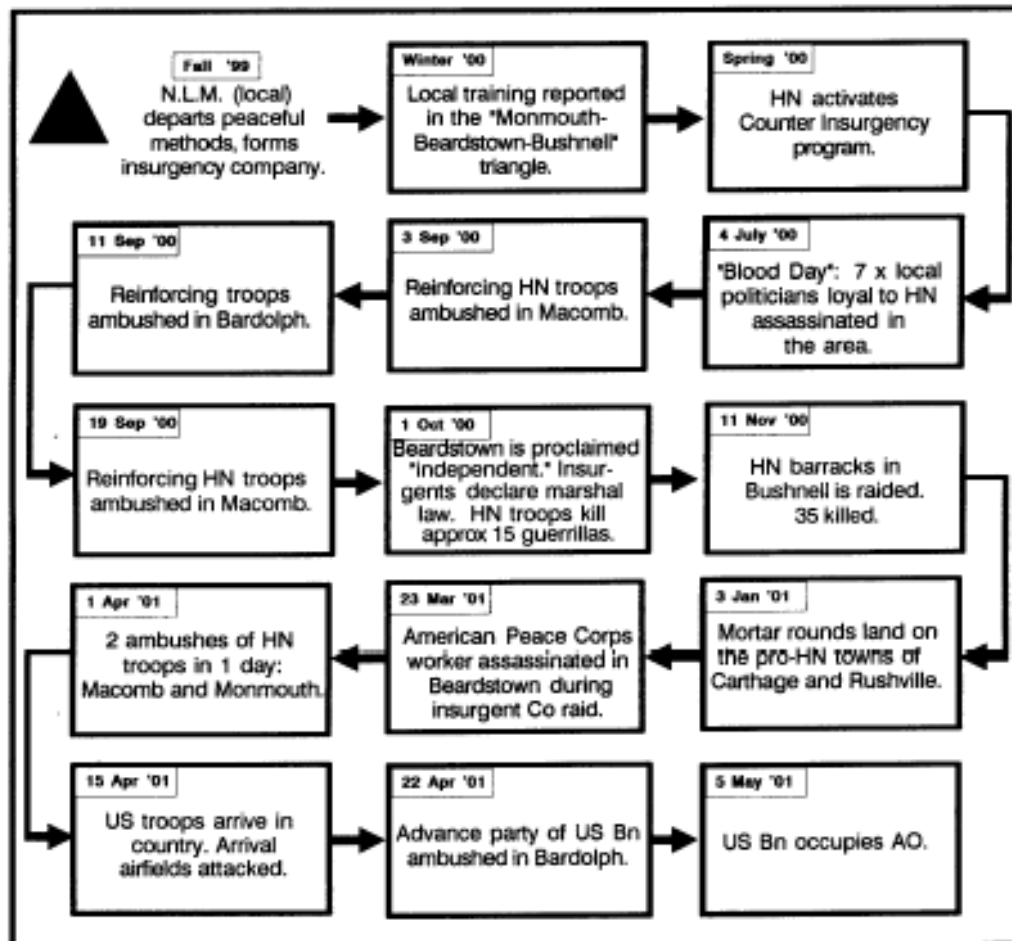 Fall '99
N.L.M. (local)
departs peaceful
methods, forms
insurgency company.
Winter '00
Local training reported
in the "Monmouth-
Beardstown-Bushnell"
triangle.
Spring '00
HN activates
Counter Insurgency
program.
4 July '00
"Blood Day": 7 x local
politicians loyal to HN
assassinated in
the area.
3 Sep '00
Reinforcing HN troops
ambushed in Macomb.
11 Sep '00
Reinforcing troops
ambushed in Bardolph.
19 Sep '00
Reinforcing HN troops
ambushed in Macomb.
1 Oct '00
Beardstown is proclaimed
"independent." Insur-
gents declare marshal
law. HN troops kill
approx 15 guerrillas.
11 Nov '00
HN barracks in
Bushnell is raided.
35 killed.
3 Jan '01
Mortar rounds land on
the pro-HN towns of
Carthage and Rushville.
23 Mar '01
American Peace Corps
worker assassinated in
Beardstown during
insurgent Co raid.
1 Apr '01
2 ambushes of HN
troops in 1 day:
Macomb and Monmouth.
15 Apr '01
US troops arrive in
country. Arrival
airfields attacked.
22 Apr '01
Advance party of US Bn
ambushed in Bardolph.
5 May '01
US Bn occupies AO.